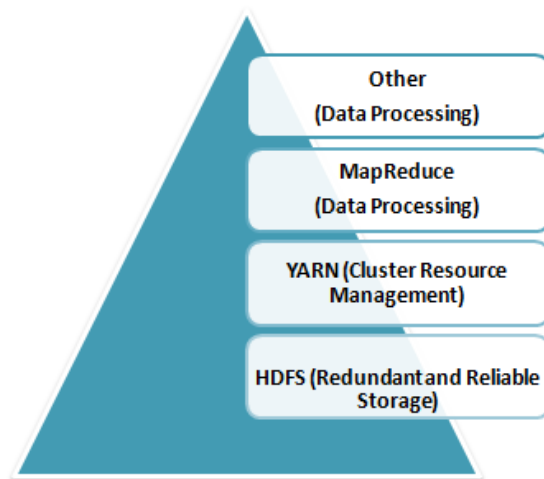 Other
(Data Processing)
MapReduce
(Data Processing)
YARN (Cluster Resource
Management)
HDFS (Redundant and Reliable
Storage)